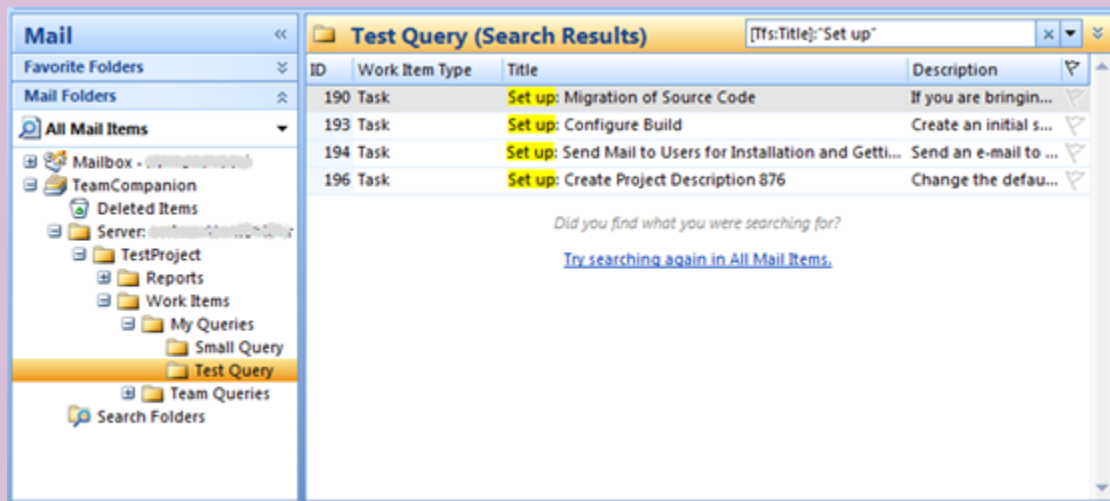 Mail «
Favorite Folders
Mail Folders
All Mail Items
Mailbox -
TeamCompanion
Deleted Items
Server:
TestProject
Reports
Work Items
My Queries
Small Query
Test Query
Team Queries
Search Folders
Test Query (Search Results) [Tfs:Title]:"Set up"
ID Work Item Type Title Description
190 Task Set up: Migration of Source Code If you are bringin...
193 Task Set up: Configure Build Create an initial s...
194 Task Set up: Send Mail to Users for Installation and Getti... Send an e-mail to ...
196 Task Set up: Create Project Description 876 Change the defau...
Did you find what you were searching for?
Try searching again in All Mail Items.